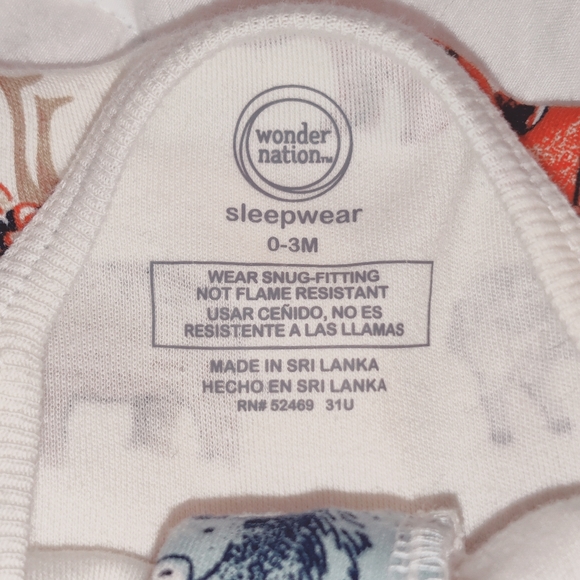 wonder
nation™
sleepwear
0-3M
WEAR SNUG-FITTING
NOT FLAME RESISTANT
USAR CEÑIDO, NO ES
RESISTENTE A LAS LLAMAS
MADE IN SRI LANKA
HECHO EN SRI LANKA
RN# 52469 31U